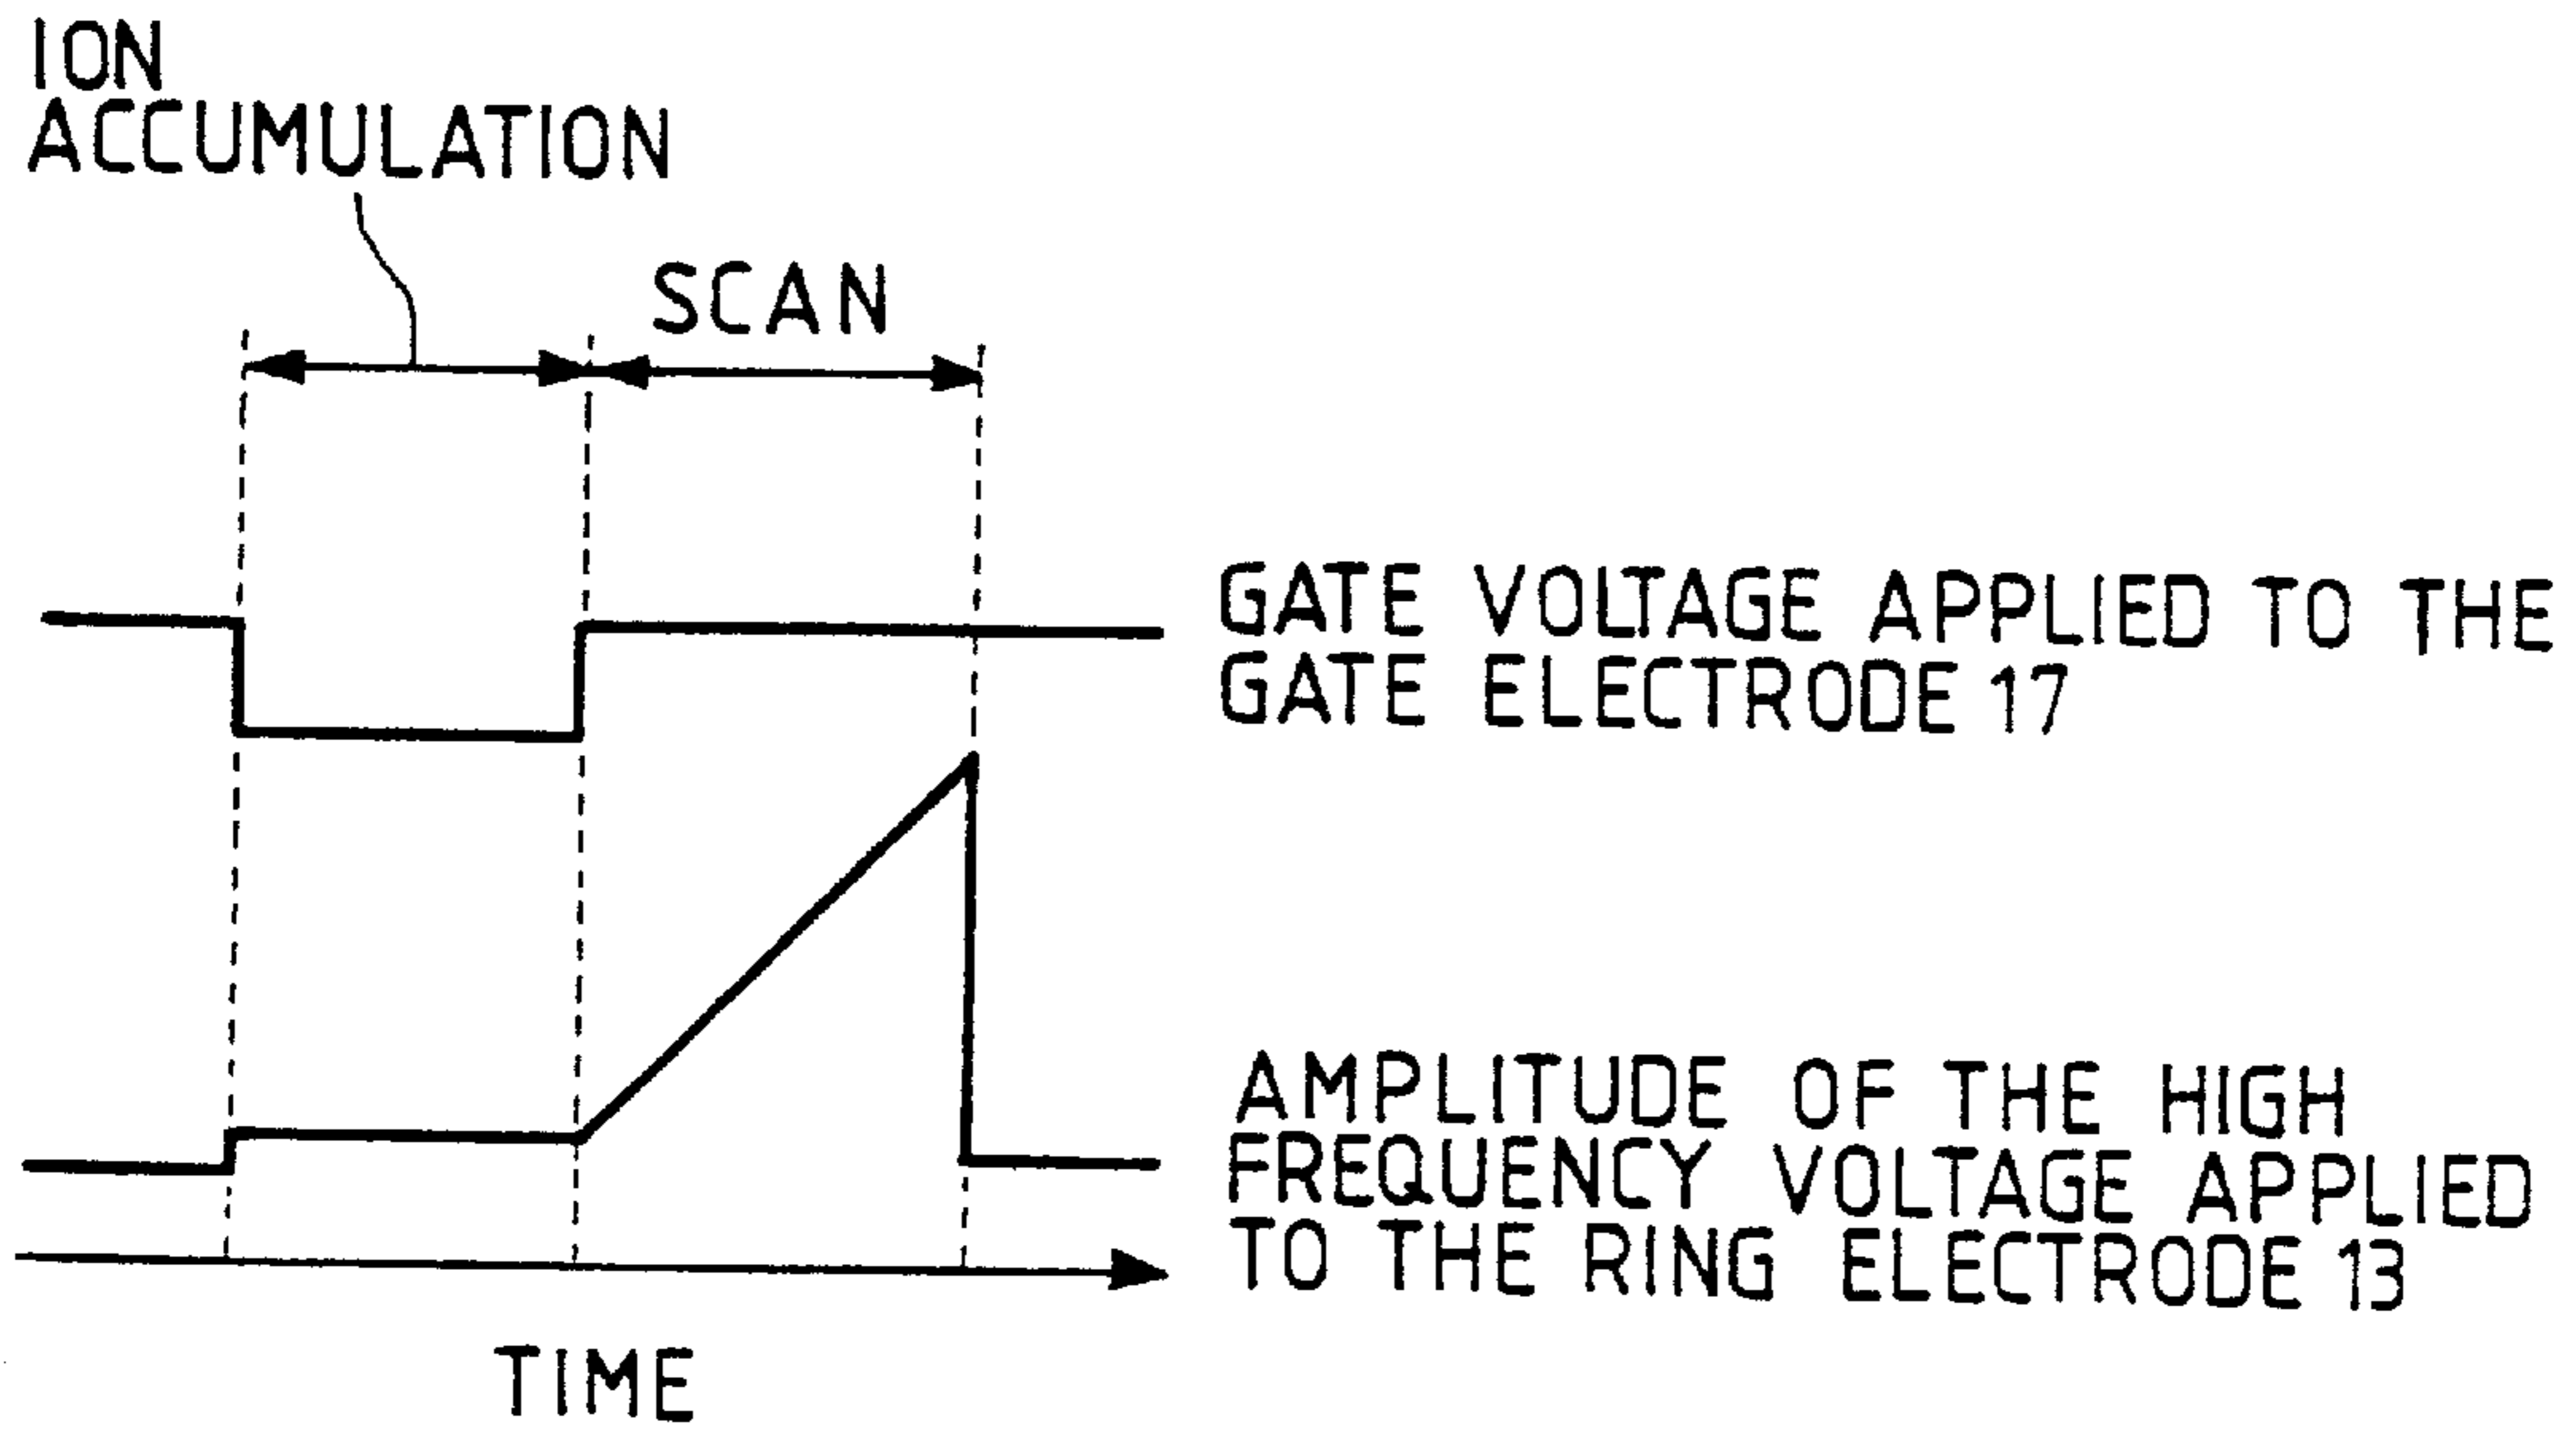 ION
ACCUMULATION
SCAN
GATE VOLTAGE APPLIED TO THE
GATE ELECTRODE 17
AMPLITUDE OF THE HIGH
FREQUENCY VOLTAGE APPLIED
TO THE RING ELECTRODE 13
TIME